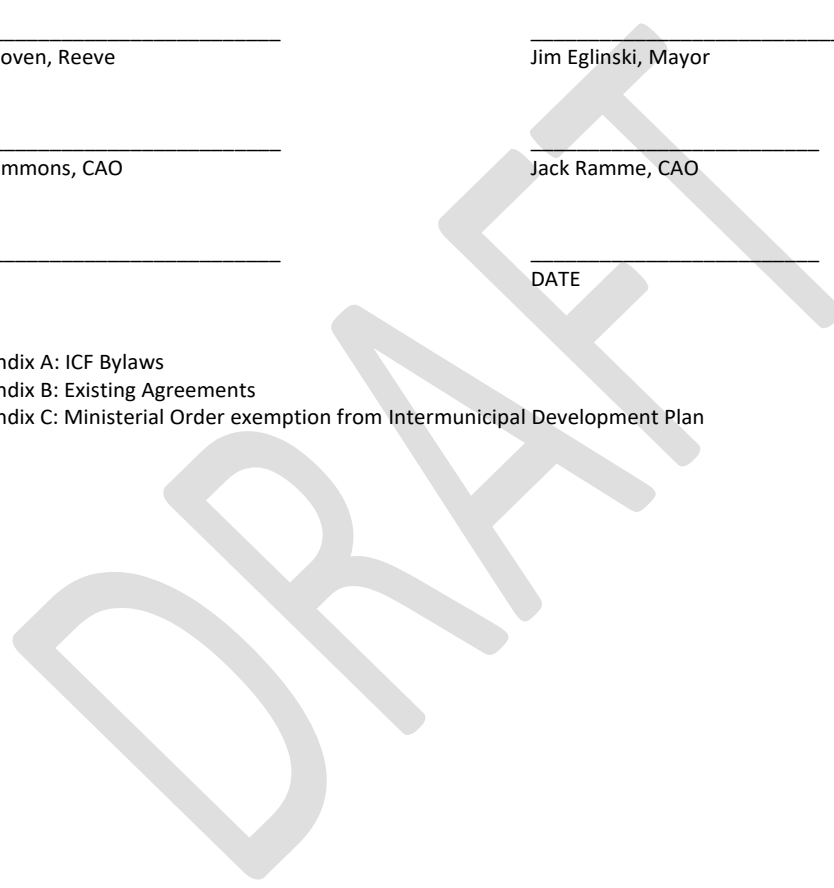 oven, Reeve
Jim Eglinski, Mayor
mmons, CAO
Jack Ramme, CAO
DATE
ndix A: ICF Bylaws
ndix B: Existing Agreements
ndix C: Ministerial Order exemption from Intermunicipal Development Plan
DRAFT